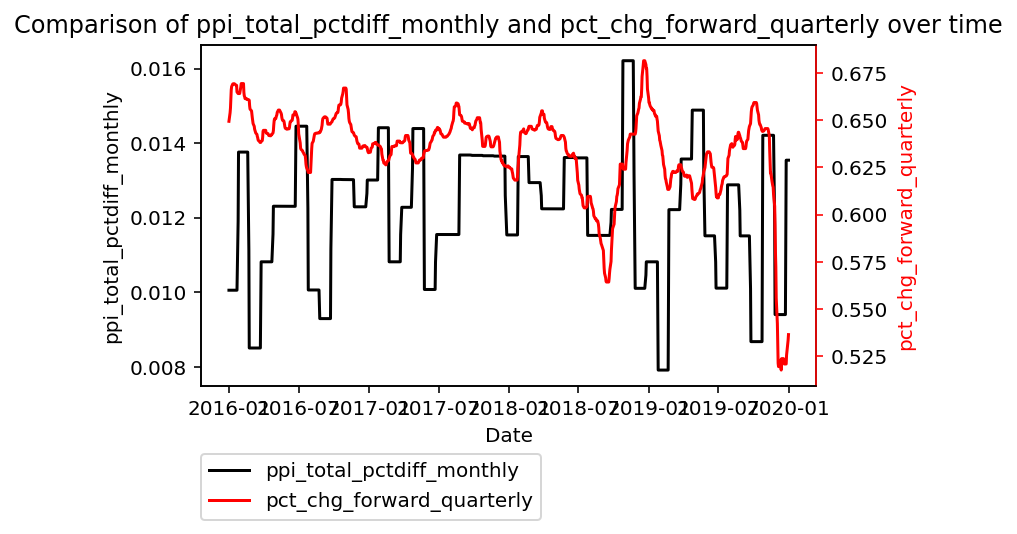 Comparison of ppi_total_pctdiff_monthly and pct_chg_forward_quarterly over time
ppi_total_pctdiff_monthly
0.016
0.014
0.012
0.010
0.008
0.675
0.650
0.625
0.600
0.575
0.550
0.525
pct_chg_forward_quarterly
2016-01 2016-07 2017-01 2017-07 2018-01 2018-07 2019-01 2019-07 2020-01
Date
ppi_total_pctdiff_monthly
pct_chg_forward_quarterly